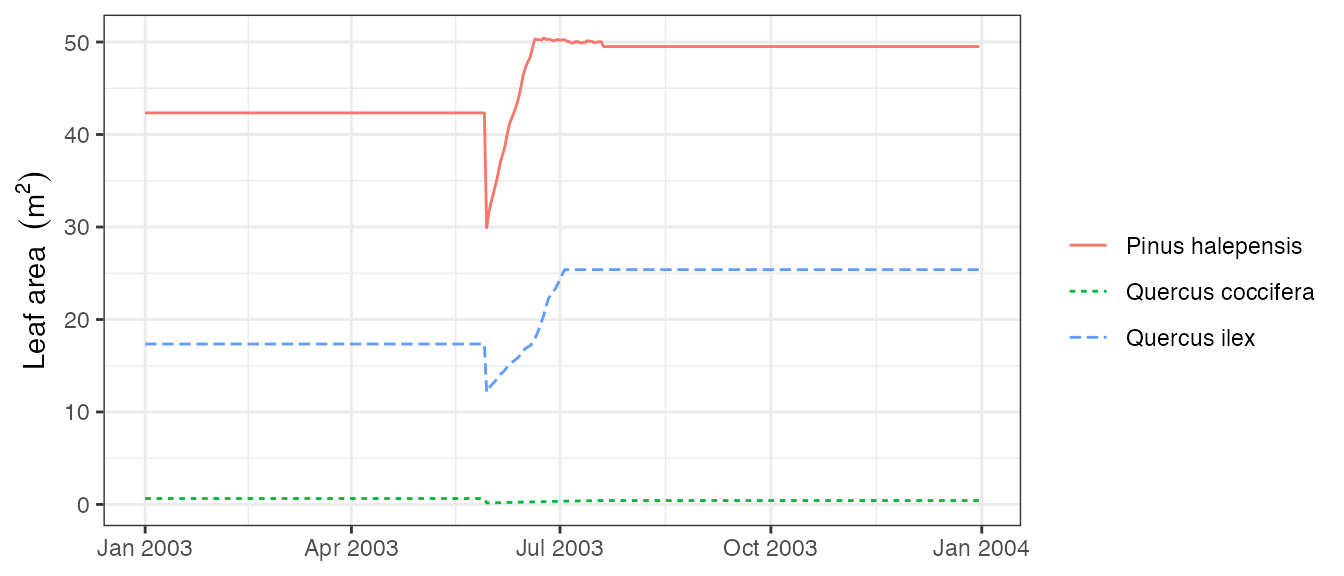 Leaf area (m²)
50
40
30
20
10
0
Jan 2003 Apr 2003 Jul 2003 Oct 2003 Jan 2004
Pinus halepensis
Quercus coccifera
Quercus ilex